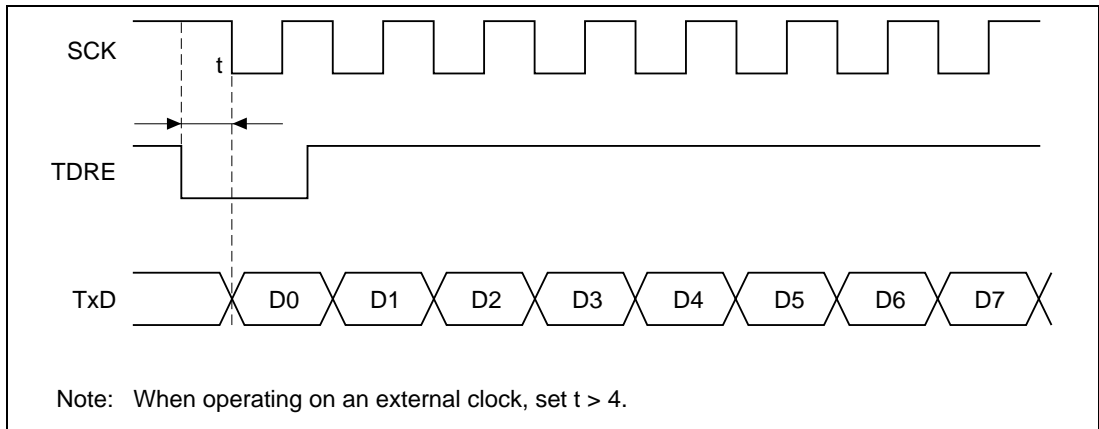 SCK
t
TDRE
TxD D0 D1 D2 D3 D4 D5 D6 D7
Note: When operating on an external clock, set t > 4.